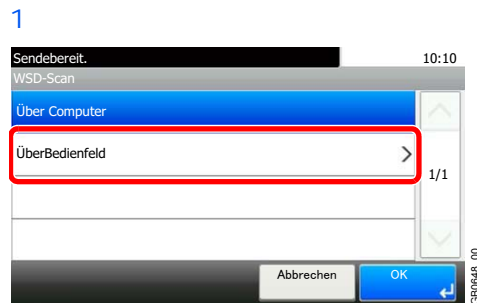 1
Sendebereit. 10:10
WSD-Scan
Über Computer
ÜberBedienfeld
1/1
Abbrechen OK
GB0648_00